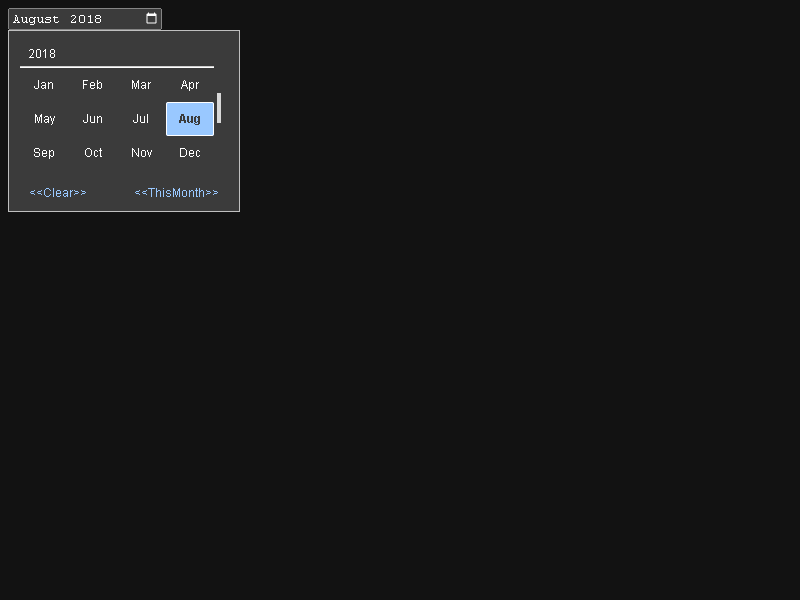 August 2018
2018
Jan Feb Mar Apr
May Jun Jul Aug
Sep Oct Nov Dec
<<Clear>> <<ThisMonth>>